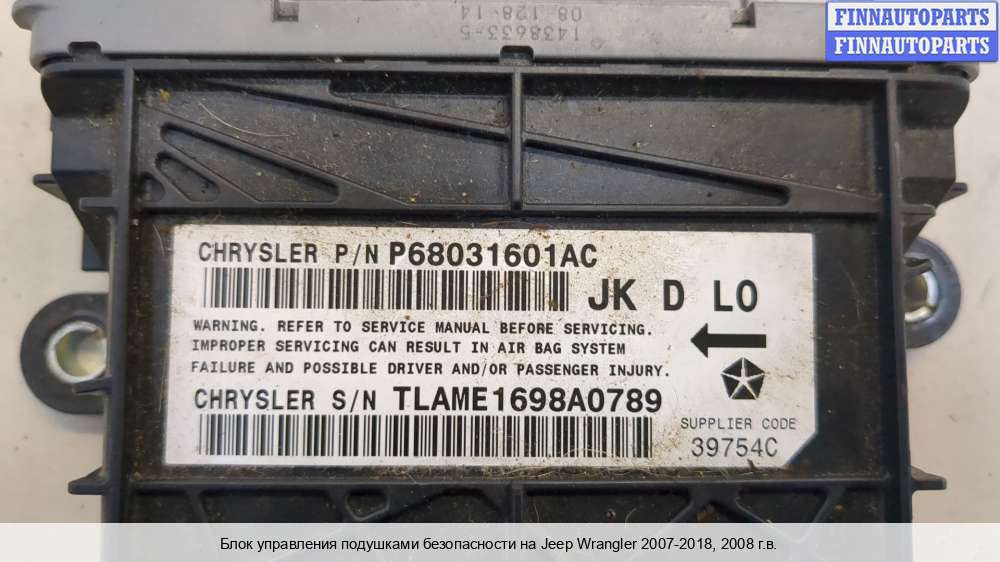 FINNAUTOPARTS
FINNAUTOPARTS
08-128-14
1438633-5
CHRYSLER P/N P68031601AC
JK D LO
WARNING. REFER TO SERVICE MANUAL BEFORE SERVICING.
IMPROPER SERVICING CAN RESULT IN AIR BAG SYSTEM
FAILURE AND POSSIBLE DRIVER AND/OR PASSENGER INJURY.
CHRYSLER S/N TLAME1698A0789
SUPPLIER CODE
39754C
Блок управления подушками безопасности на Jeep Wrangler 2007-2018, 2008 г.в.